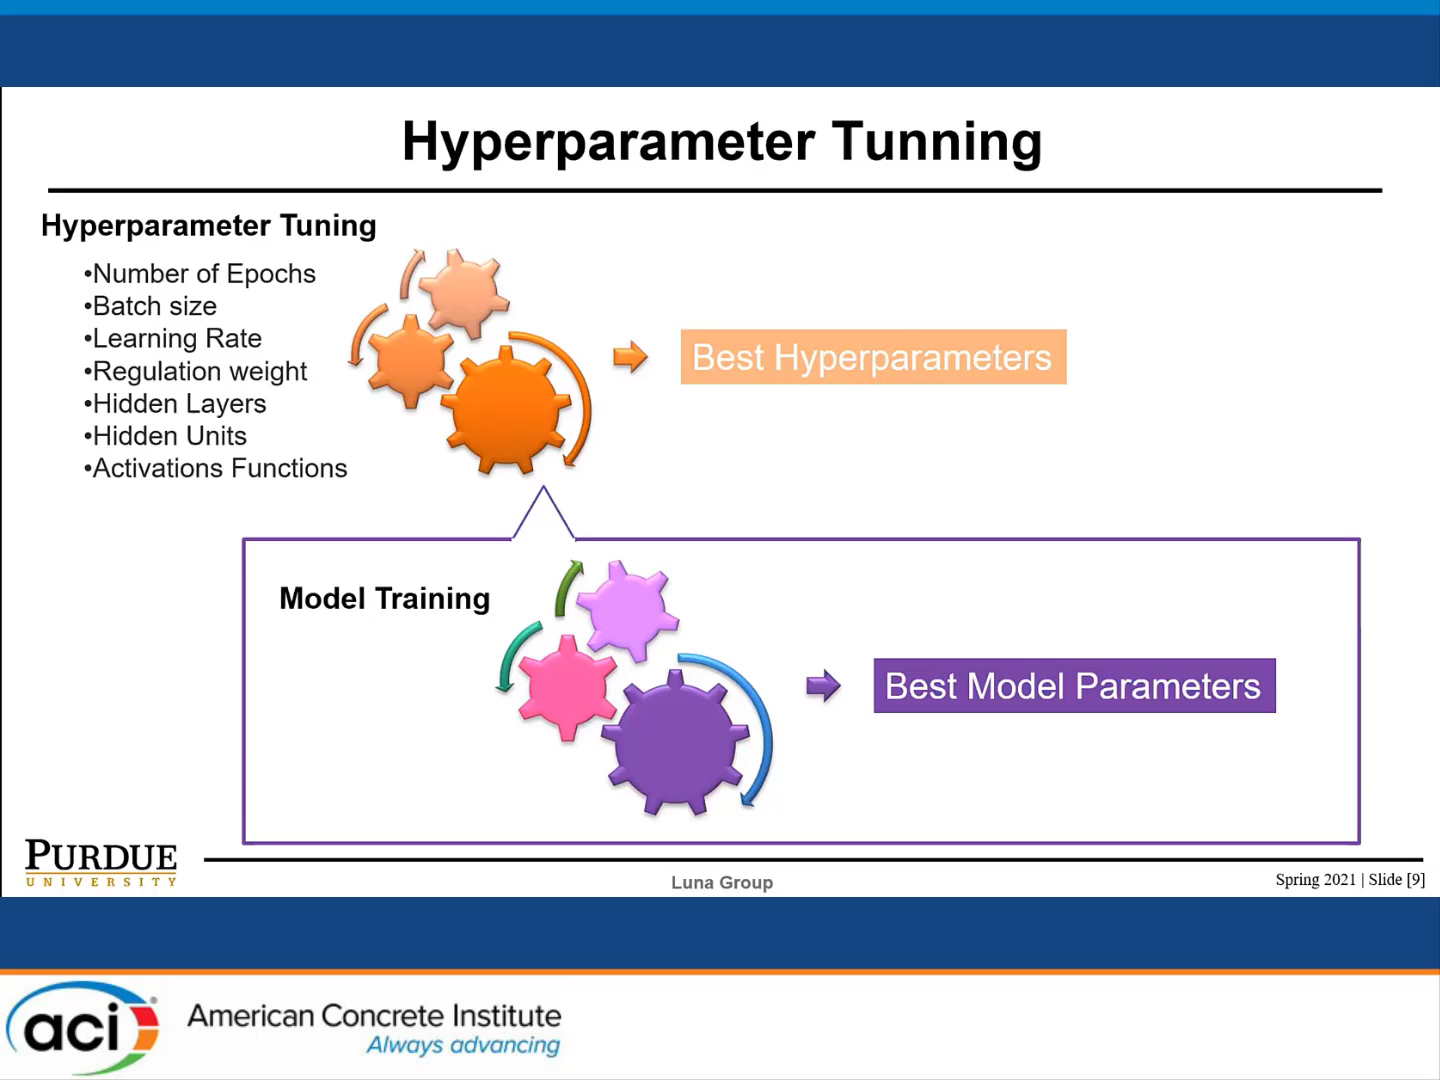 Hyperparameter Tunning
Hyperparameter Tuning
•Number of Epochs
•Batch size
•Learning Rate
•Regulation weight
•Hidden Layers
•Hidden Units
•Activations Functions
Best Hyperparameters
Model Training
Best Model Parameters
PURDUE
UNIVERSITY
Luna Group
Spring 2021 | Slide [9]
aci
American Concrete Institute
Always advancing